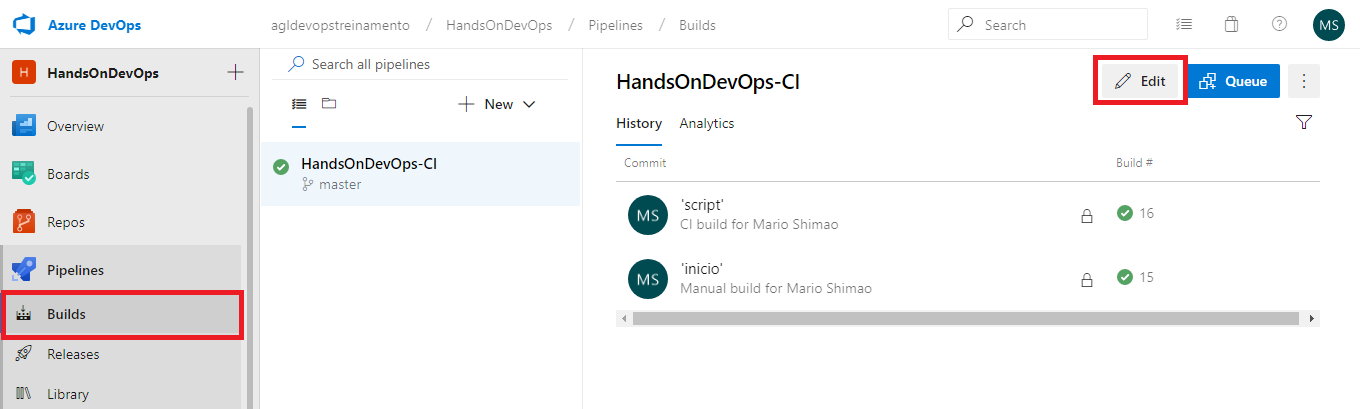 Azure DevOps
agldevopstreinamento / HandsOnDevOps / Pipelines / Builds
Search
MS
H HandsOnDevOps
Overview
Boards
Repos
Pipelines
Builds
Releases
Library
Search all pipelines
New
HandsOnDevOps-CI
master
HandsOnDevOps-CI
Edit
Queue
History Analytics
Commit Build #
MS 'script' 16
CI build for Mario Shimao
MS 'inicio' 15
Manual build for Mario Shimao